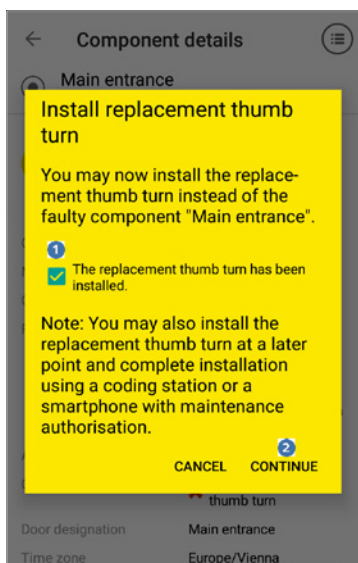 Component details
Main entrance
Install replacement thumb
turn
You may now install the replace-
ment thumb turn instead of the
faulty component "Main entrance".
1
The replacement thumb turn has been
installed.
Note: You may also install the
replacement thumb turn at a later
point and complete installation
using a coding station or a
smartphone with maintenance
authorisation.
2
CANCEL CONTINUE
thumb turn
Door designation Main entrance
Time zone Europe/Vienna